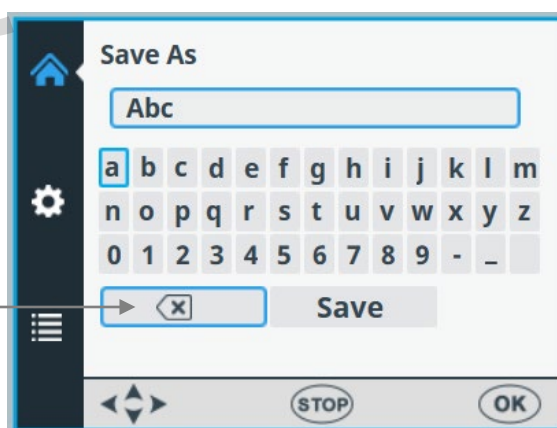 Save As
Abc
a b c d e f g h i j k l m
n o p q r s t u v w x y z
0 1 2 3 4 5 6 7 8 9 - _
Save
STOP OK